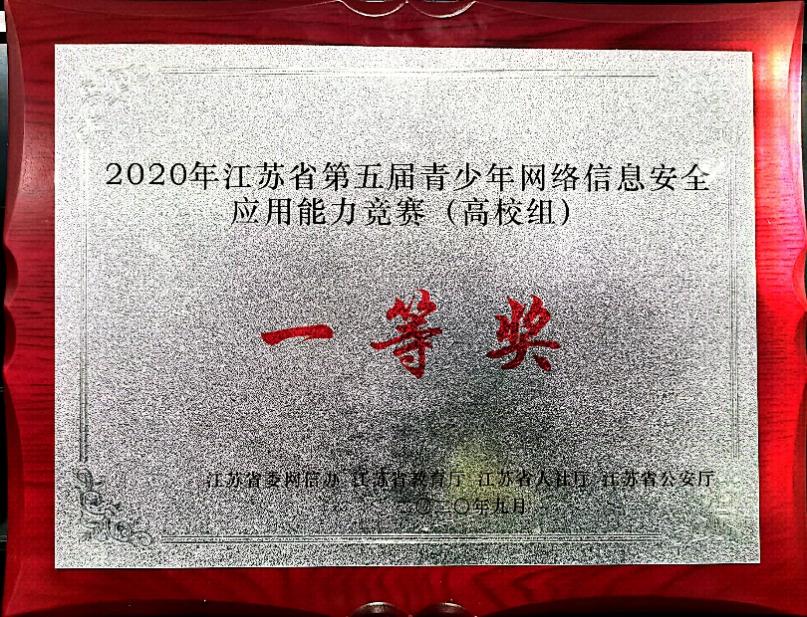 2020年江苏省第五届青少年网络信息安全
应用能力竞赛（高校组）
一等奖
江苏省委网信办 江苏省教育厅 江苏省人社厅 江苏省公安厅
二〇二〇年九月